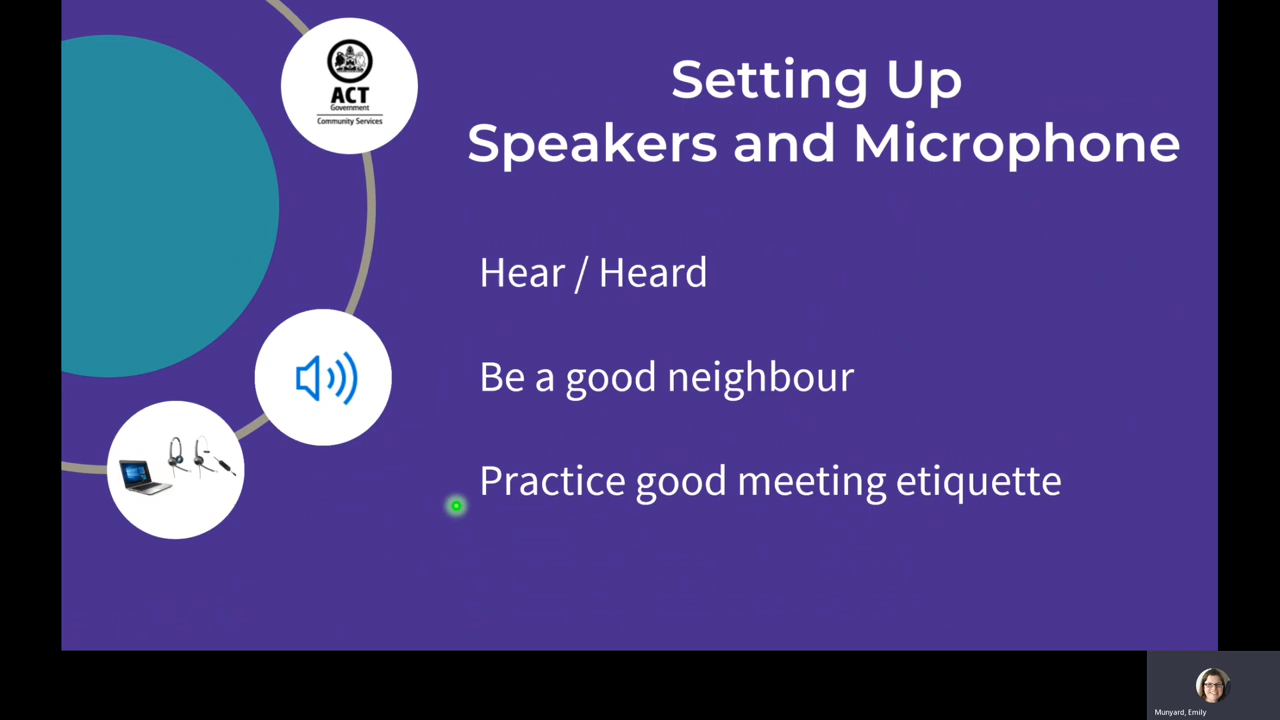 ACT
Government
Community Services
Setting Up
Speakers and Microphone
Hear / Heard
Be a good neighbour
Practice good meeting etiquette
Munyard, Emily